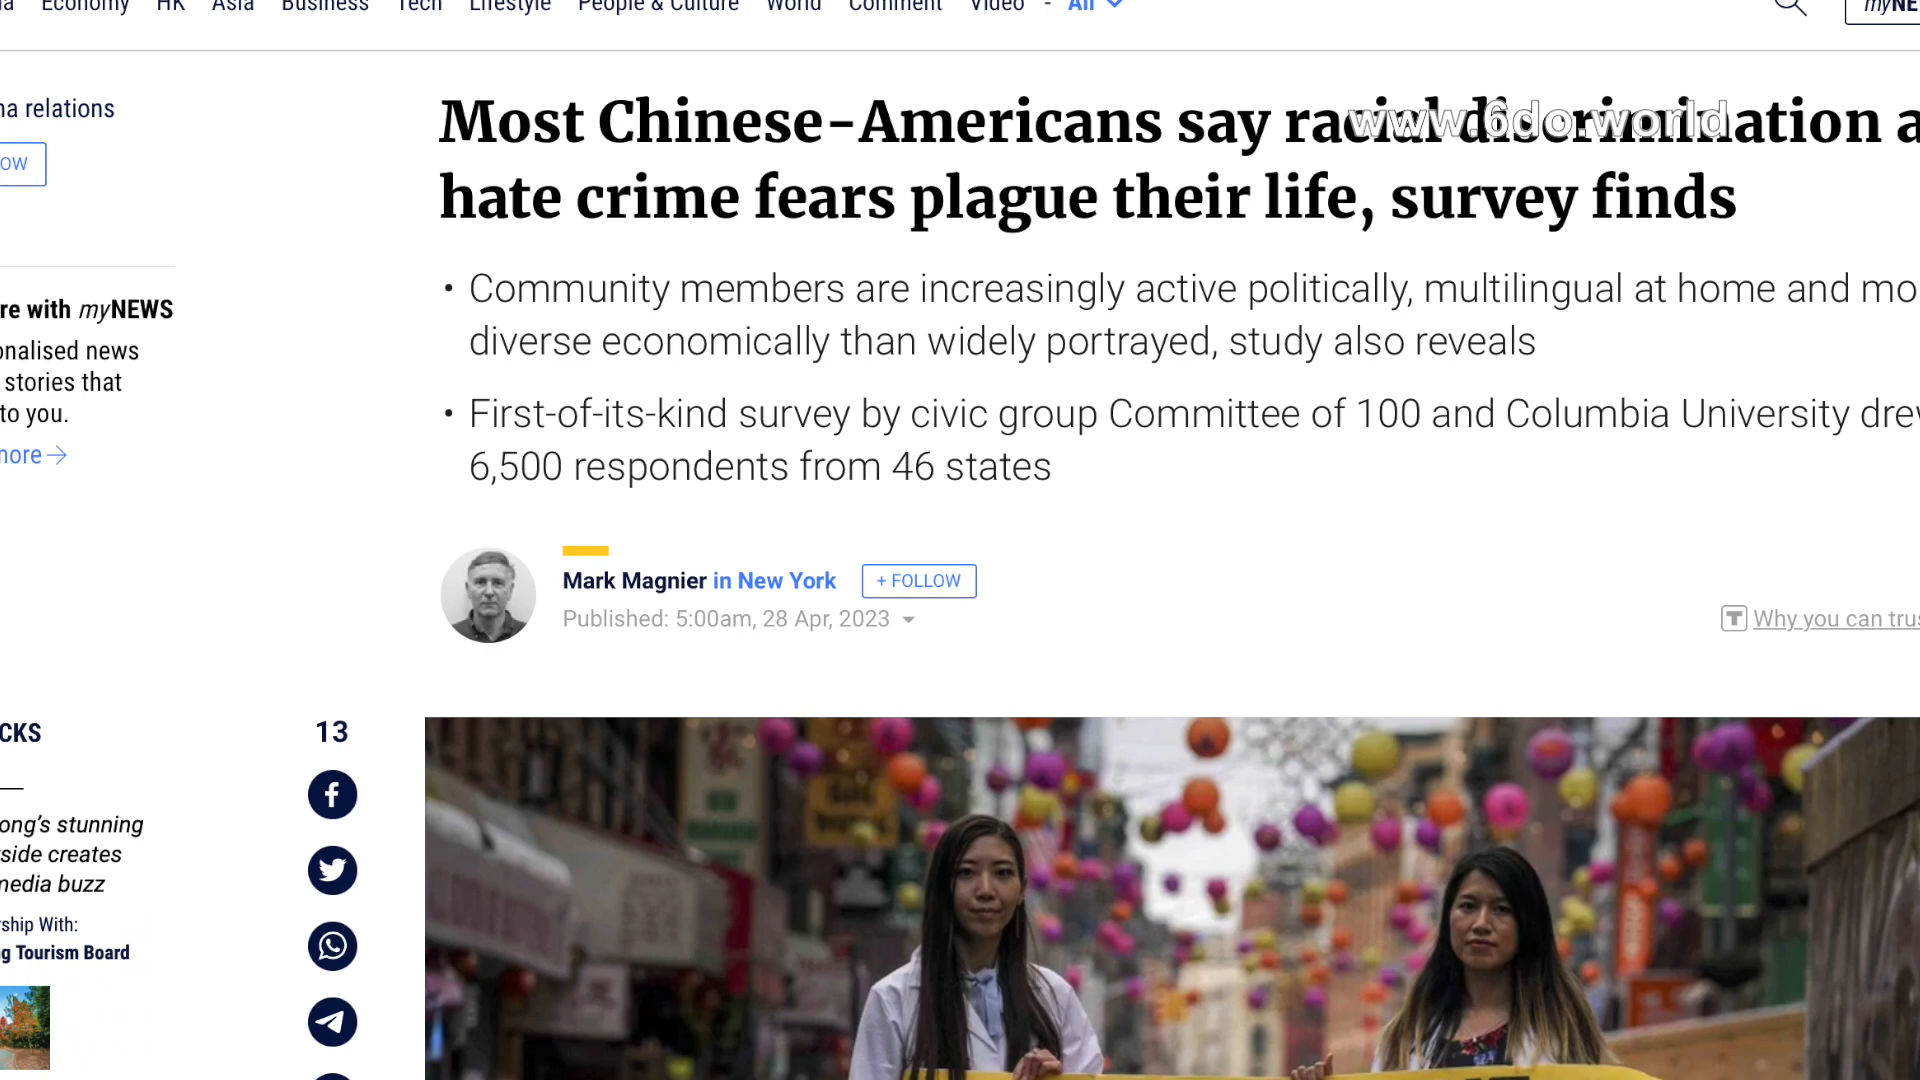 Economy HK Asia Business Tech Lifestyle People & Culture World Comment Video - All
myNE
na relations
OW
Most Chinese-Americans say racial discrimination a
hate crime fears plague their life, survey finds
www.6do.world
re with myNEWS
onalised news
stories that
to you.
more
• Community members are increasingly active politically, multilingual at home and mo
diverse economically than widely portrayed, study also reveals
• First-of-its-kind survey by civic group Committee of 100 and Columbia University drew
6,500 respondents from 46 states
Mark Magnier in New York + FOLLOW
Published: 5:00am, 28 Apr, 2023
T Why you can trus
CKS
13
ong's stunning
side creates
media buzz
rship With:
g Tourism Board